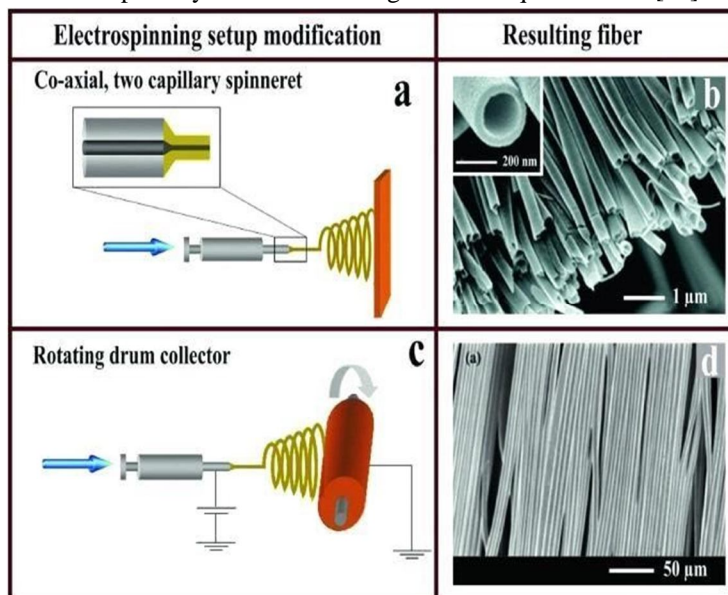 Electrospinning setup modification
Resulting fiber
Co-axial, two capillary spinneret
a
b
200 nm
1 µm
Rotating drum collector
c
(a)
d
50 µm